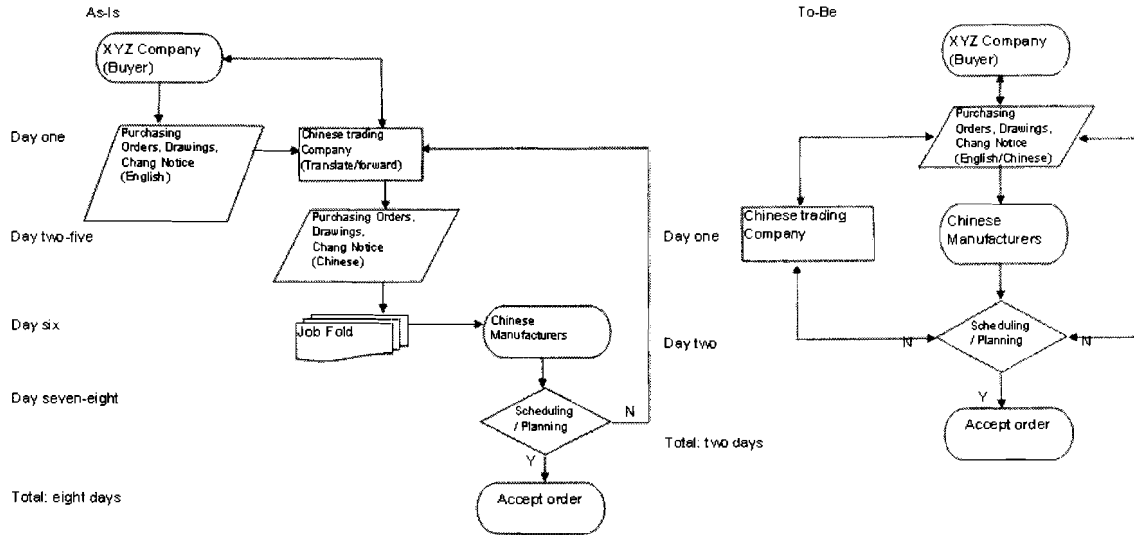 As-Is
XYZ Company
(Buyer)
Day one
Purchasing
Orders, Drawings,
Chang Notice
(English)
Chinese trading
Company
(Translate/forward)
Day two-five
Purchasing Orders,
Drawings,
Chang Notice
(Chinese)
Day six
Job Fold
Chinese
Manufacturers
Day seven-eight
Scheduling
/ Planning
N
Y
Total: eight days
Accept order
To-Be
XYZ Company
(Buyer)
Purchasing
Orders, Drawings,
Chang Notice
(English/Chinese)
Day one
Chinese trading
Company
Chinese
Manufacturers
Day two
Scheduling
/ Planning
N
N
Y
Accept order
Total: two days